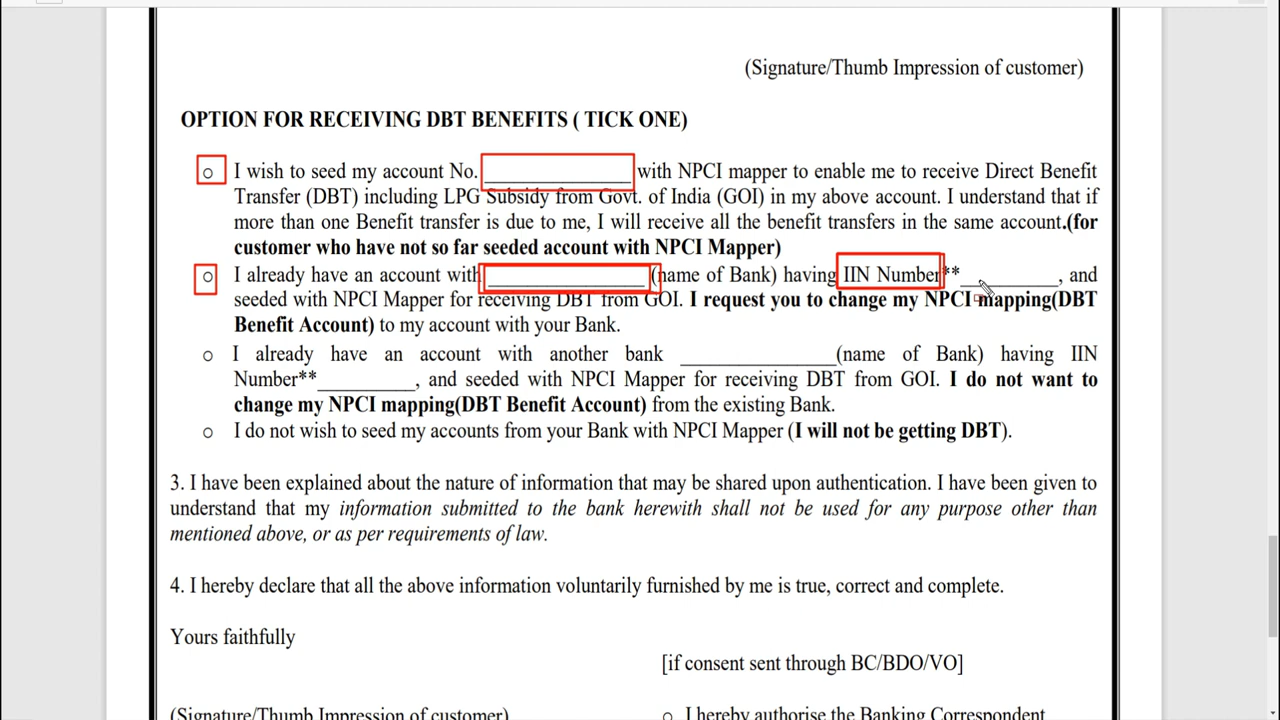 (Signature/Thumb Impression of customer)
OPTION FOR RECEIVING DBT BENEFITS ( TICK ONE)
o I wish to seed my account No. _______________ with NPCI mapper to enable me to receive Direct Benefit
Transfer (DBT) including LPG Subsidy from Govt. of India (GOI) in my above account. I understand that if
more than one Benefit transfer is due to me, I will receive all the benefit transfers in the same account.(for
customer who have not so far seeded account with NPCI Mapper)
o I already have an account with ________________ (name of Bank) having IIN Number**__________, and
seeded with NPCI Mapper for receiving DBT from GOI. I request you to change my NPCI mapping(DBT
Benefit Account) to my account with your Bank.
o I already have an account with another bank ________________(name of Bank) having IIN
Number**__________, and seeded with NPCI Mapper for receiving DBT from GOI. I do not want to
change my NPCI mapping(DBT Benefit Account) from the existing Bank.
o I do not wish to seed my accounts from your Bank with NPCI Mapper (I will not be getting DBT).
3. I have been explained about the nature of information that may be shared upon authentication. I have been given to
understand that my information submitted to the bank herewith shall not be used for any purpose other than
mentioned above, or as per requirements of law.
4. I hereby declare that all the above information voluntarily furnished by me is true, correct and complete.
Yours faithfully
[if consent sent through BC/BDO/VO]
(Signature/Thumb Impression of customer) o I hereby authorise the Banking Correspondent